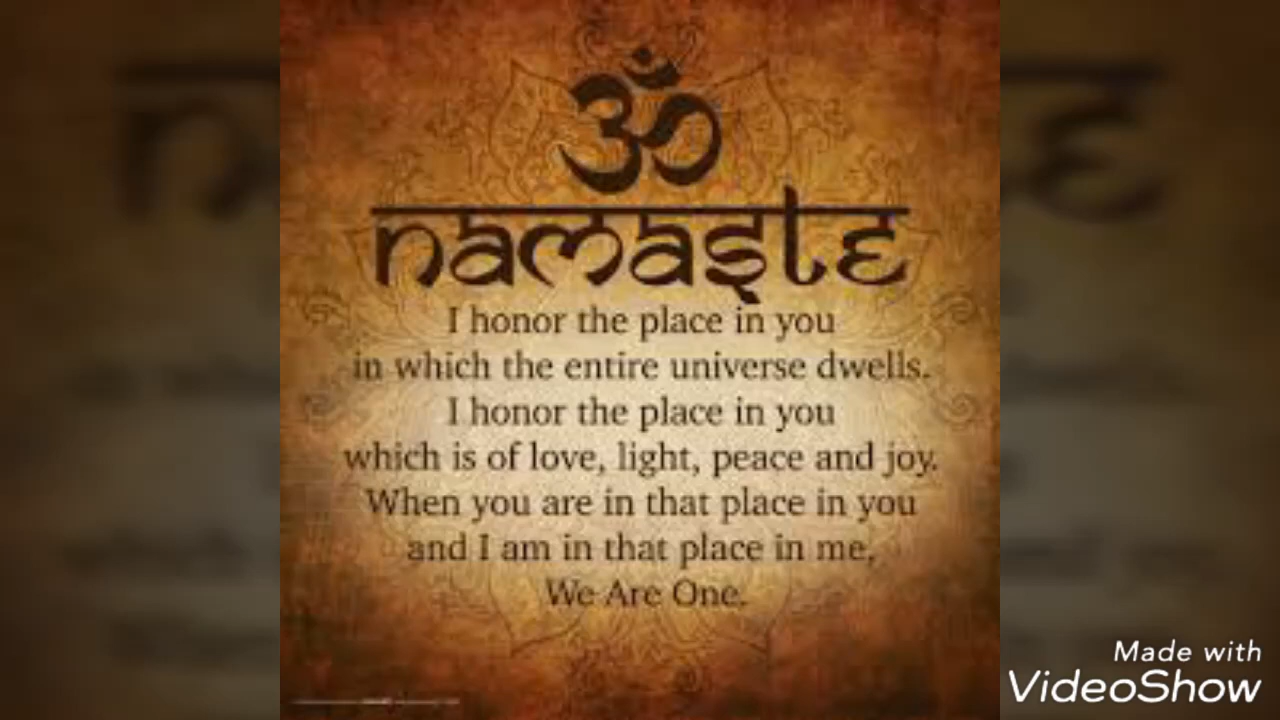 ॐ
namaste
I honor the place in you
in which the entire universe dwells.
I honor the place in you
which is of love, light, peace and joy.
When you are in that place in you
and I am in that place in me,
We Are One.
Made with
VideoShow